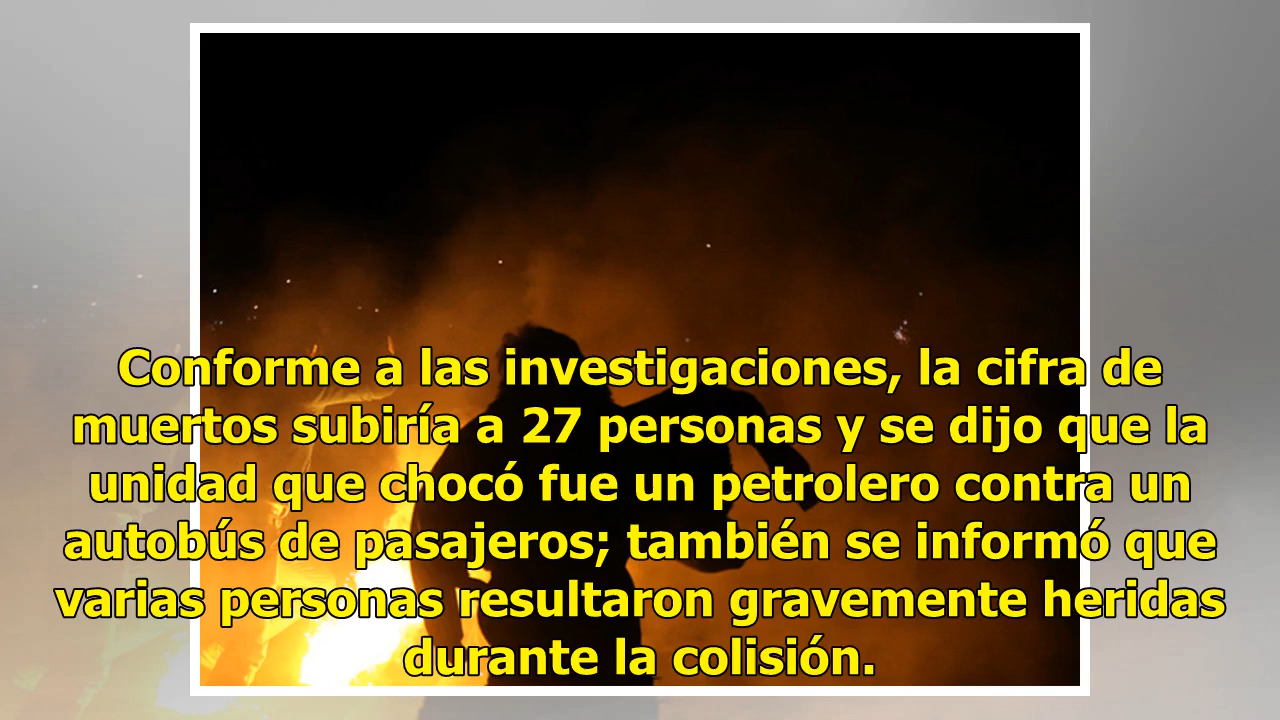 Conforme a las investigaciones, la cifra de
muertos subiría a 27 personas y se dijo que la
unidad que chocó fue un petrolero contra un
autobús de pasajeros; también se informó que
varias personas resultaron gravemente heridas
durante la colisión.